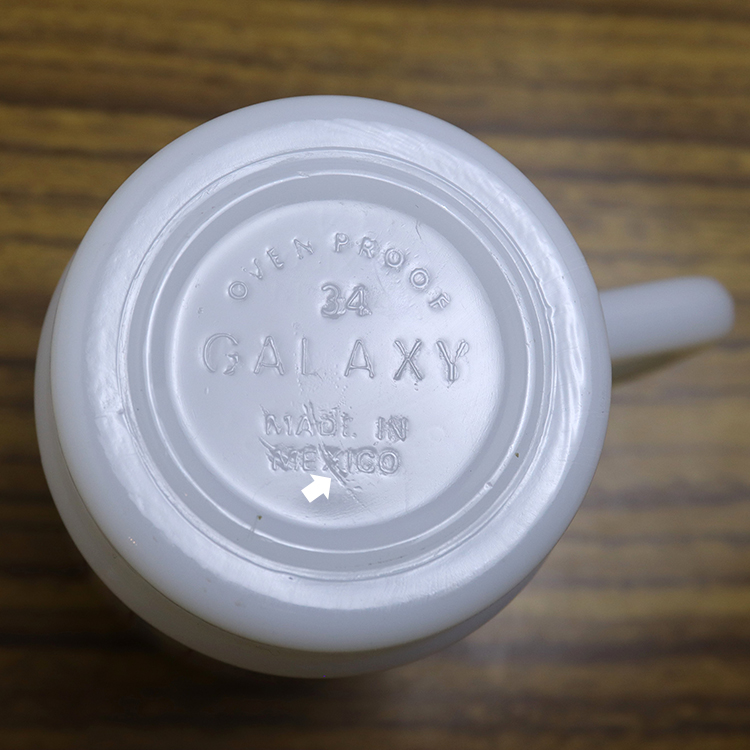 OVEN PROOF
34
GALAXY
MADE IN
MEXICO